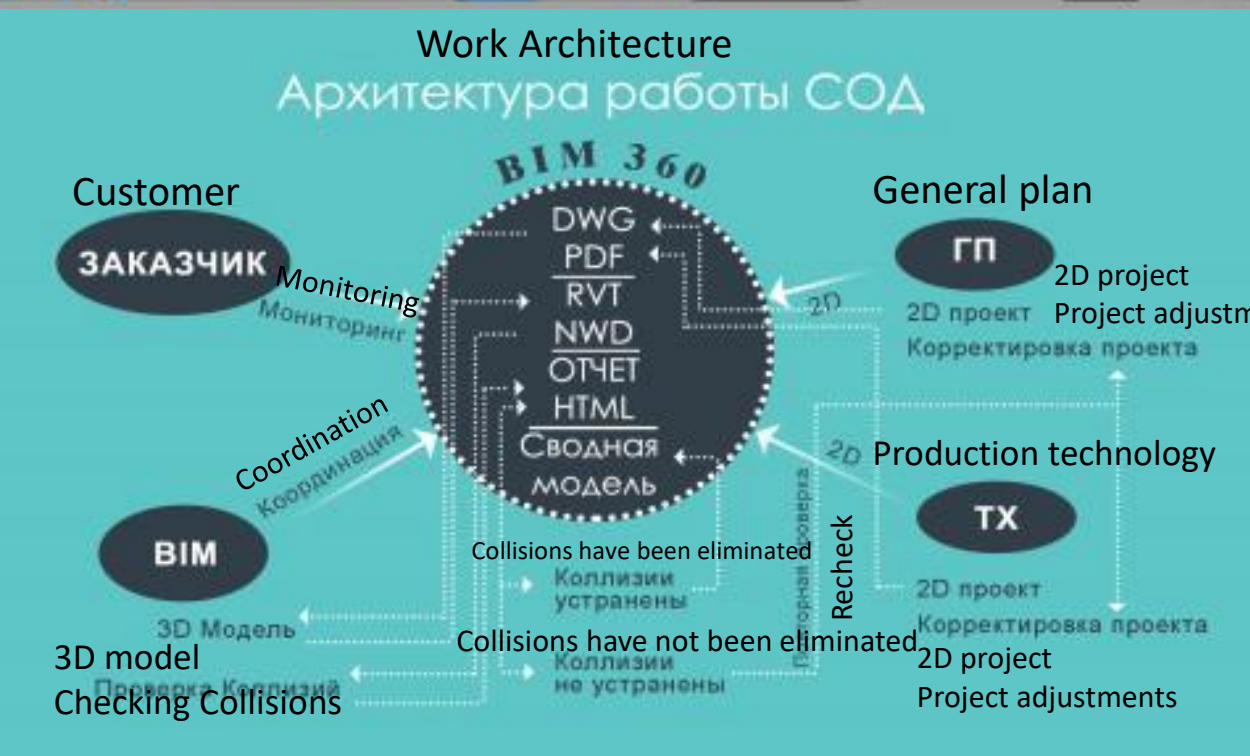 Work Architecture
Архитектура работы СОД
BIM 360
Customer
ЗАКАЗЧИК
Monitoring
Мониторинг
DWG
PDF
RVT
NWD
ОТЧЕТ
HTML
Сводная
модель
General plan
ГП
2D
2D project
2D проект
Project adjustm
Корректировка проекта
Coordination
Координация
BIM
3D Модель
3D model
Проверка Коллизий
Checking Collisions
Collisions have been eliminated
Коллизии
устранены
Collisions have not been eliminated
Коллизии
не устранены
Повторная проверка
Recheck
2D
Production technology
ТХ
2D проект
Корректировка проекта
2D project
Project adjustments